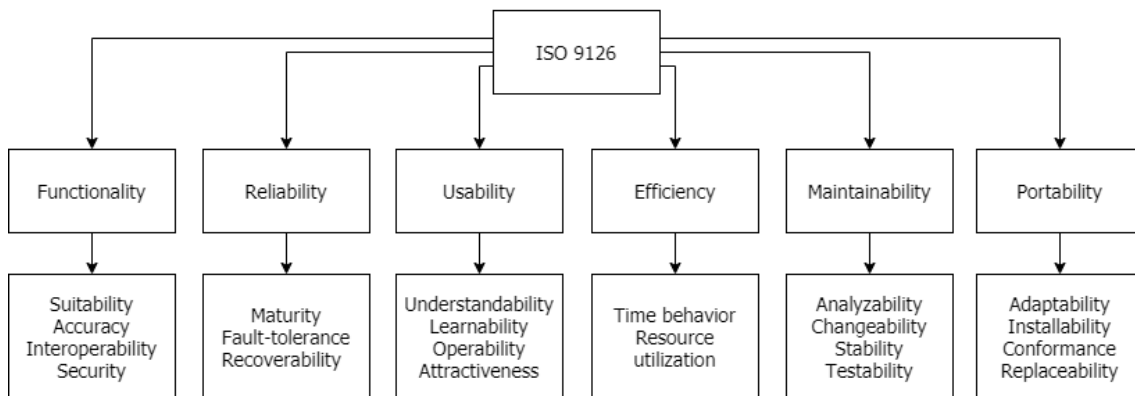 ISO 9126
Functionality
Reliability
Usability
Efficiency
Maintainability
Portability
Suitability
Accuracy
Interoperability
Security
Maturity
Fault-tolerance
Recoverability
Understandability
Learnability
Operability
Attractiveness
Time behavior
Resource
utilization
Analyzability
Changeability
Stability
Testability
Adaptability
Installability
Conformance
Replaceability